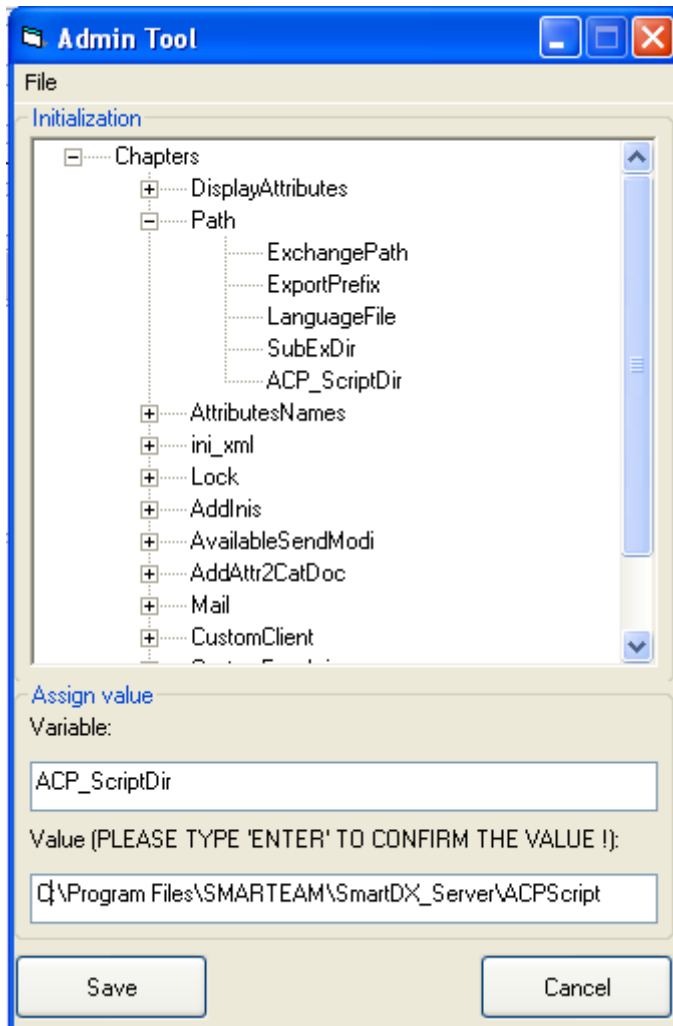 Admin Tool
File
Initialization
Chapters
DisplayAttributes
Path
ExchangePath
ExportPrefix
LanguageFile
SubExDir
ACP_ScriptDir
AttributesNames
ini_xml
Lock
AddInis
AvailableSendModi
AddAttr2CatDoc
Mail
CustomClient
Assign value
Variable:
ACP_ScriptDir
Value (PLEASE TYPE 'ENTER' TO CONFIRM THE VALUE !):
C:\Program Files\SMARTEAM\SmartDX_Server\ACPScript
Save
Cancel